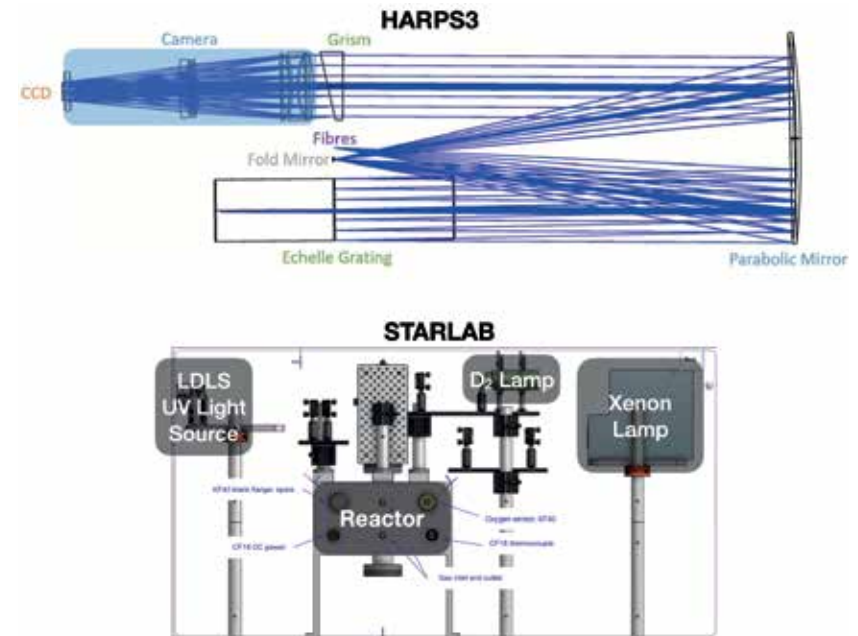 HARPS3
Camera
Grism
CCD
Fibres
Fold Mirror
Echelle Grating
Parabolic Mirror
STARLAB
LDLS
UV Light
Source
D₂ Lamp
Xenon
Lamp
Reactor
Oxygen sensor, KF40
CF16 DC power
CF16 thermocouple
Gas inlet and outlet